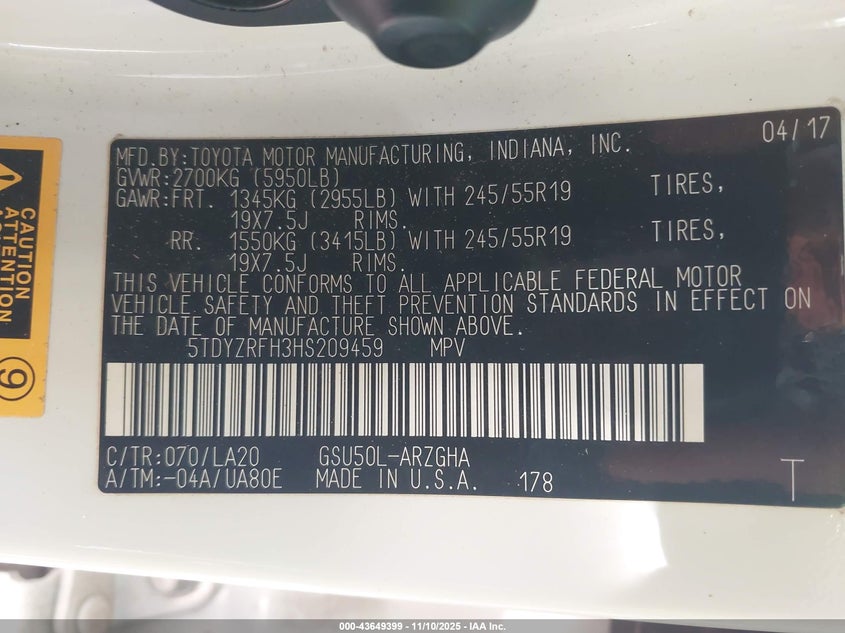 04/17
MFD.BY:TOYOTA MOTOR MANUFACTURING, INDIANA, INC.
GVWR:2700KG (5950LB)
GAWR:FRT. 1345KG (2955LB) WITH 245/55R19 TIRES,
19X7.5J RIMS.
RR. 1550KG (3415LB) WITH 245/55R19 TIRES,
19X7.5J RIMS.
THIS VEHICLE CONFORMS TO ALL APPLICABLE FEDERAL MOTOR
VEHICLE SAFETY AND THEFT PREVENTION STANDARDS IN EFFECT ON
THE DATE OF MANUFACTURE SHOWN ABOVE.
5TDYZRFH3HS209459 MPV
C/TR:070/LA20 GSU50L-ARZGHA
A/TM:-04A/UA80E MADE IN U.S.A. 178 T
CAUTION
ATTENTION
9
000-43649399 - 11/10/2025 - IAA Inc.